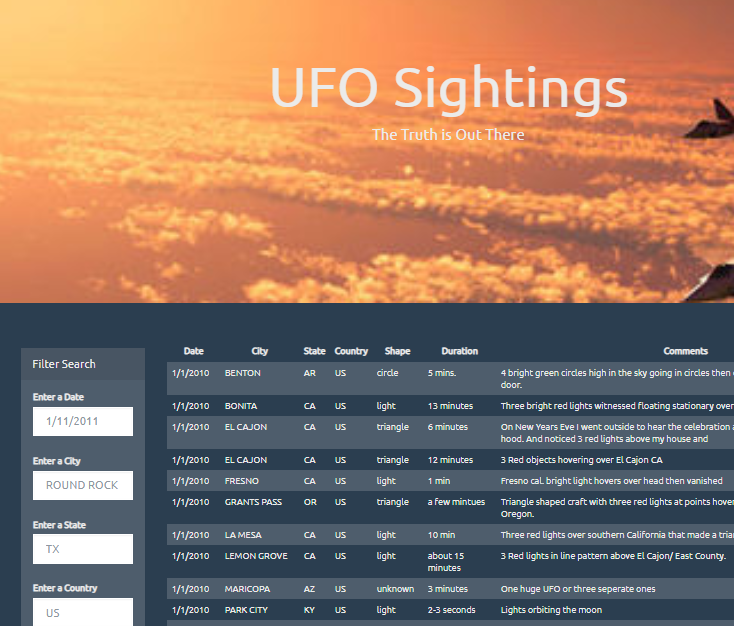 UFO Sightings
The Truth is Out There
Filter Search
Enter a Date
1/11/2011
Enter a City
ROUND ROCK
Enter a State
TX
Enter a Country
US
Date City State Country Shape Duration Comments
1/1/2010 BENTON AR US circle 5 mins. 4 bright green circles high in the sky going in circles then
door.
1/1/2010 BONITA CA US light 13 minutes Three bright red lights witnessed floating stationary over
1/1/2010 EL CAJON CA US triangle 6 minutes On New Years Eve I went outside to hear the celebration
hood. And noticed 3 red lights above my house and
1/1/2010 EL CAJON CA US triangle 12 minutes 3 Red objects hovering over El Cajon CA
1/1/2010 FRESNO CA US light 1 min Fresno cal. bright light hovers over head then vanished
1/1/2010 GRANTS PASS OR US triangle a few mintues Triangle shaped craft with three red lights at points
Oregon.
1/1/2010 LA MESA CA US light 10 min Three red lights over southern California that made a
1/1/2010 LEMON GROVE CA US light about 15 3 Red lights in line pattern above El Cajon/ East County.
minutes
1/1/2010 MARICOPA AZ US unknown 3 minutes One huge UFO or three seperate ones
1/1/2010 PARK CITY KY US light 2-3 seconds Lights orbiting the moon